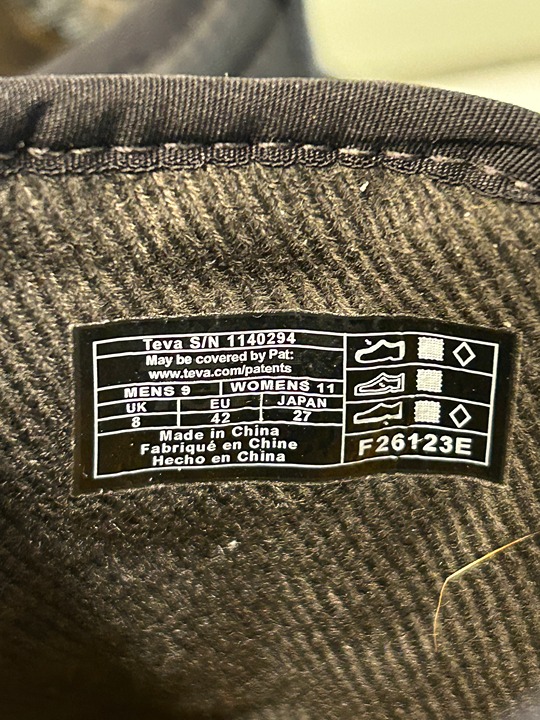 Teva S/N 1140294
May be covered by Pat:
www.teva.com/patents
MENS 9 WOMENS 11
UK EU JAPAN
8 42 27
Made in China
Fabriqué en Chine
Hecho en China
F26123E